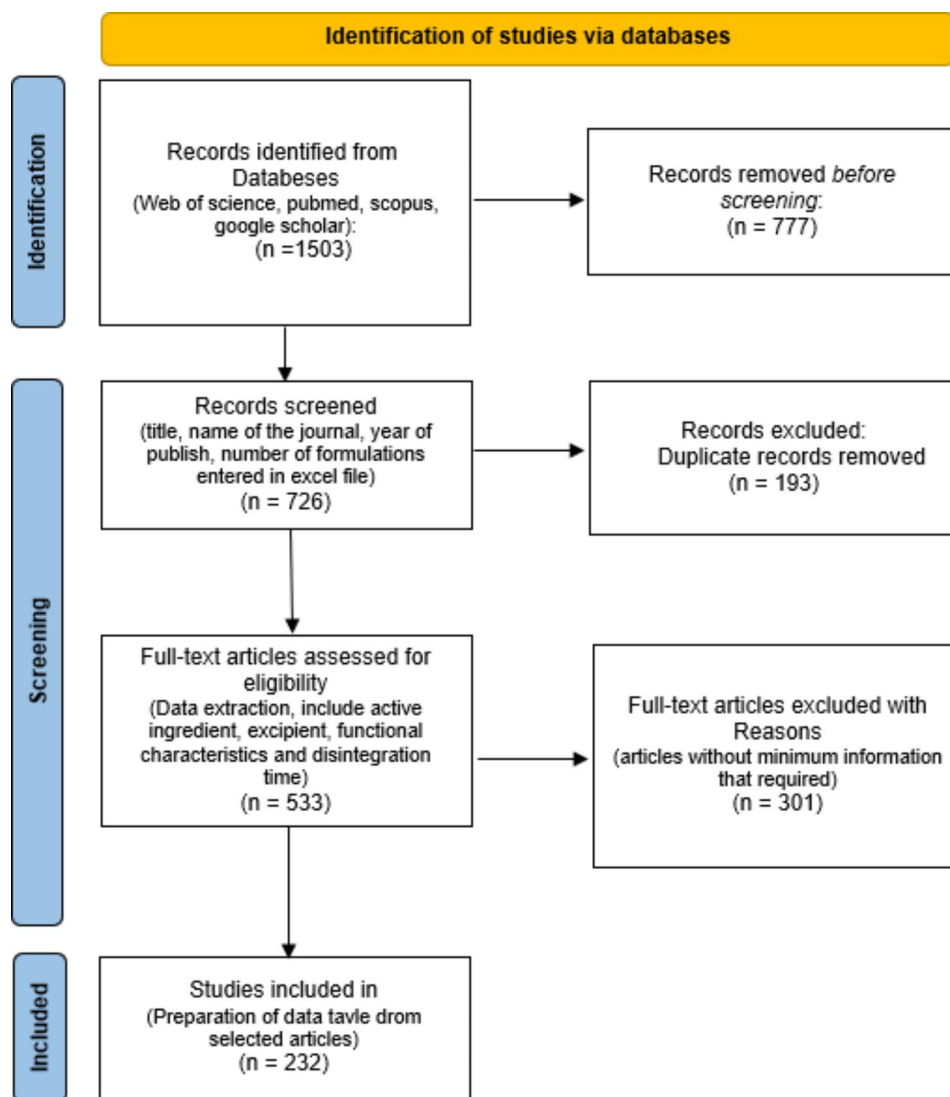 Identification of studies via databases
Identification
Records identified from
Databeses
(Web of science, pubmed, scopus,
google scholar):
(n =1503)
Records removed before
screening:
(n = 777)
Screening
Records screened
(title, name of the journal, year of
publish, number of formulations
entered in excel file)
(n = 726)
Records excluded:
Duplicate records removed
(n = 193)
Full-text articles assessed for
eligibility
(Data extraction, include active
ingredient, excipient, functional
characteristics and disintegration
time)
(n = 533)
Full-text articles excluded with
Reasons
(articles without minimum information
that required)
(n = 301)
Included
Studies included in
(Preparation of data tavle drom
selected articles)
(n = 232)